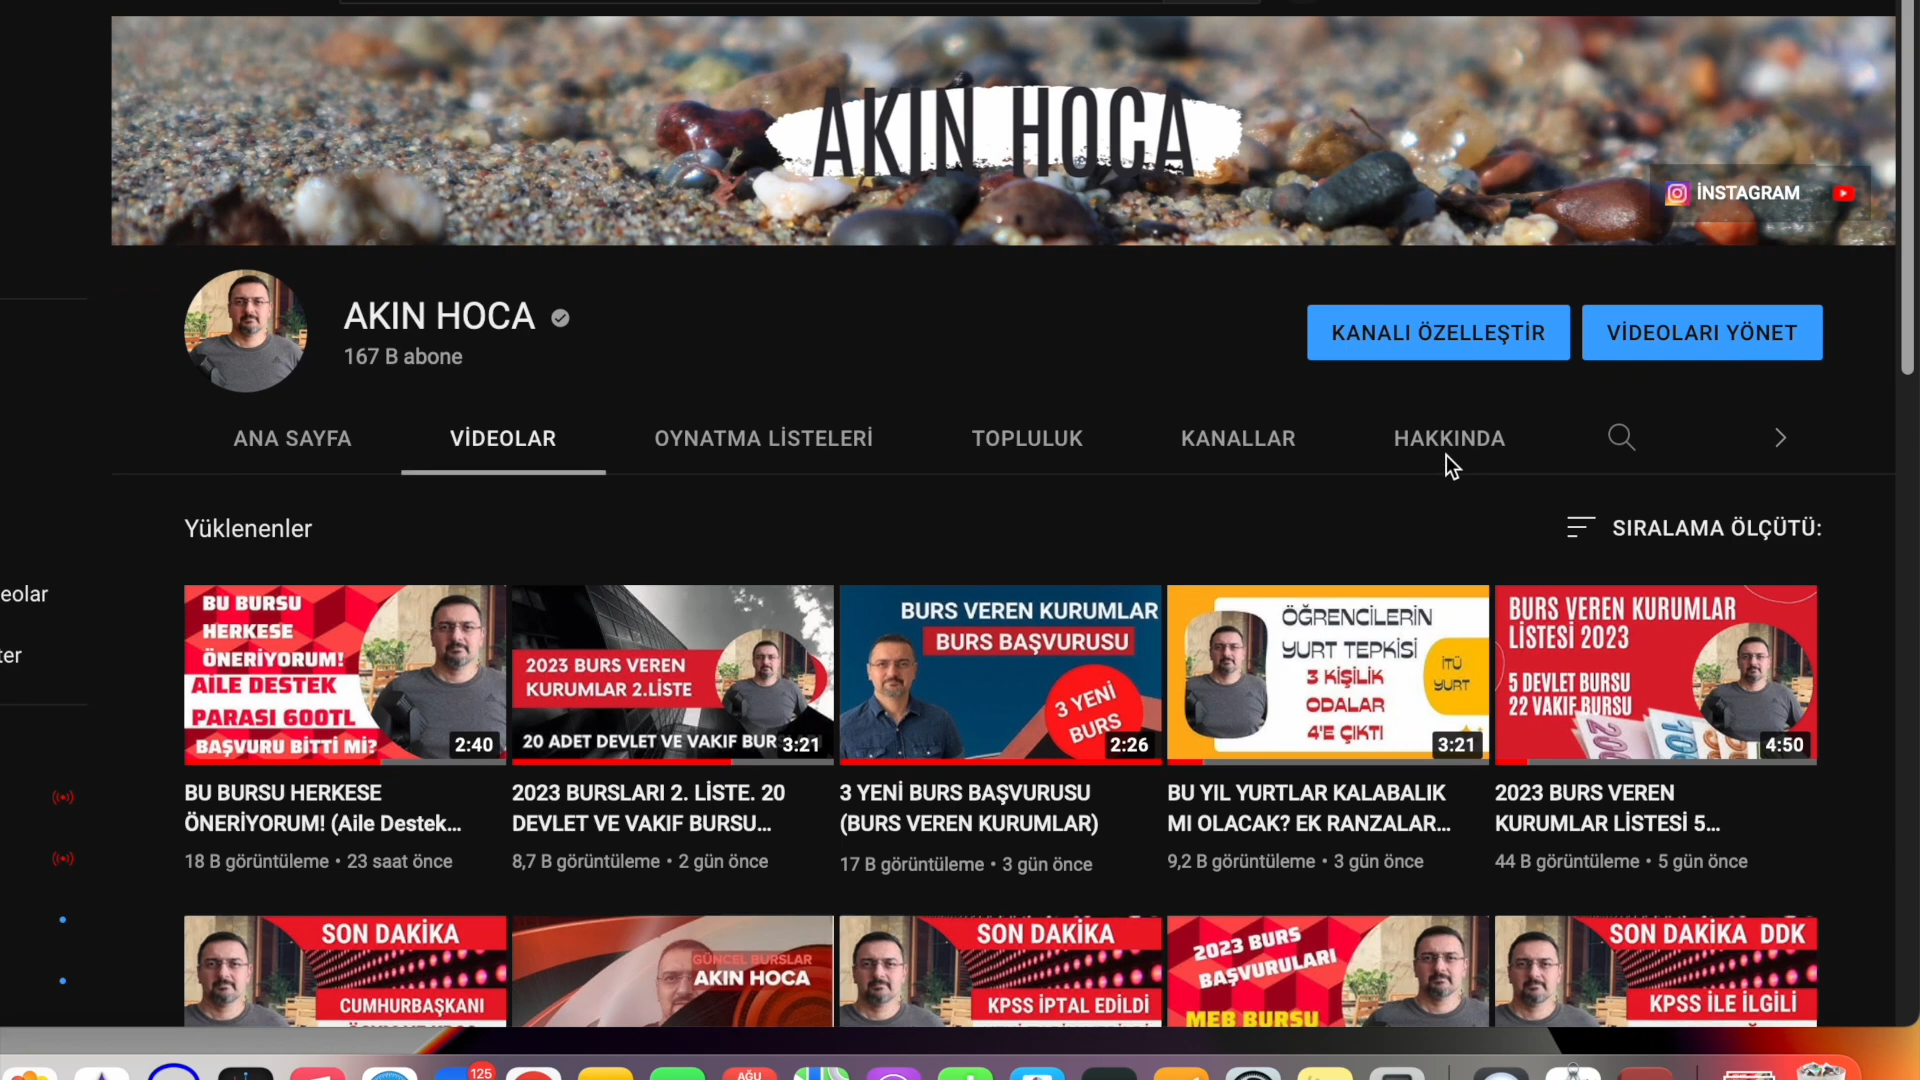 AKIN HOCA
İNSTAGRAM
AKIN HOCA
167 B abone
KANALI ÖZELLEŞTİR
VİDEOLARI YÖNET
ANA SAYFA
VİDEOLAR
OYNATMA LİSTELERİ
TOPLULUK
KANALLAR
HAKKINDA
Yüklenenler
SIRALAMA ÖLÇÜTÜ:
eolar
ter
BU BURSU
HERKESE
ÖNERİYORUM!
AİLE DESTEK
PARASI 600TL
BAŞVURU BİTTİ Mİ?
2:40
2023 BURS VEREN
KURUMLAR 2.LİSTE
20 ADET DEVLET VE VAKIF BUR
3:21
BURS VEREN KURUMLAR
BURS BAŞVURUSU
3 YENİ
BURS
2:26
ÖĞRENCİLERİN
YURT TEPKİSİ
3 KİŞİLİK
ODALAR
4'E ÇIKTI
İTÜ
YURT
3:21
BURS VEREN KURUMLAR
LİSTESİ 2023
5 DEVLET BURSU
22 VAKIF BURSU
4:50
BU BURSU HERKESE
ÖNERİYORUM! (Aile Destek...
18 B görüntüleme • 23 saat önce
2023 BURSLARI 2. LİSTE. 20
DEVLET VE VAKIF BURSU...
8,7 B görüntüleme • 2 gün önce
3 YENİ BURS BAŞVURUSU
(BURS VEREN KURUMLAR)
17 B görüntüleme • 3 gün önce
BU YIL YURTLAR KALABALIK
MI OLACAK? EK RANZALAR...
9,2 B görüntüleme • 3 gün önce
2023 BURS VEREN
KURUMLAR LİSTESİ 5...
44 B görüntüleme • 5 gün önce
SON DAKİKA
CUMHURBAŞKANI
GÜNCEL BURSLAR
AKIN HOCA
SON DAKİKA
KPSS İPTAL EDİLDİ
2023 BURS
BAŞVURULARI
MEB BURSU
SON DAKİKA DDK
KPSS İLE İLGİLİ
125
AĞU